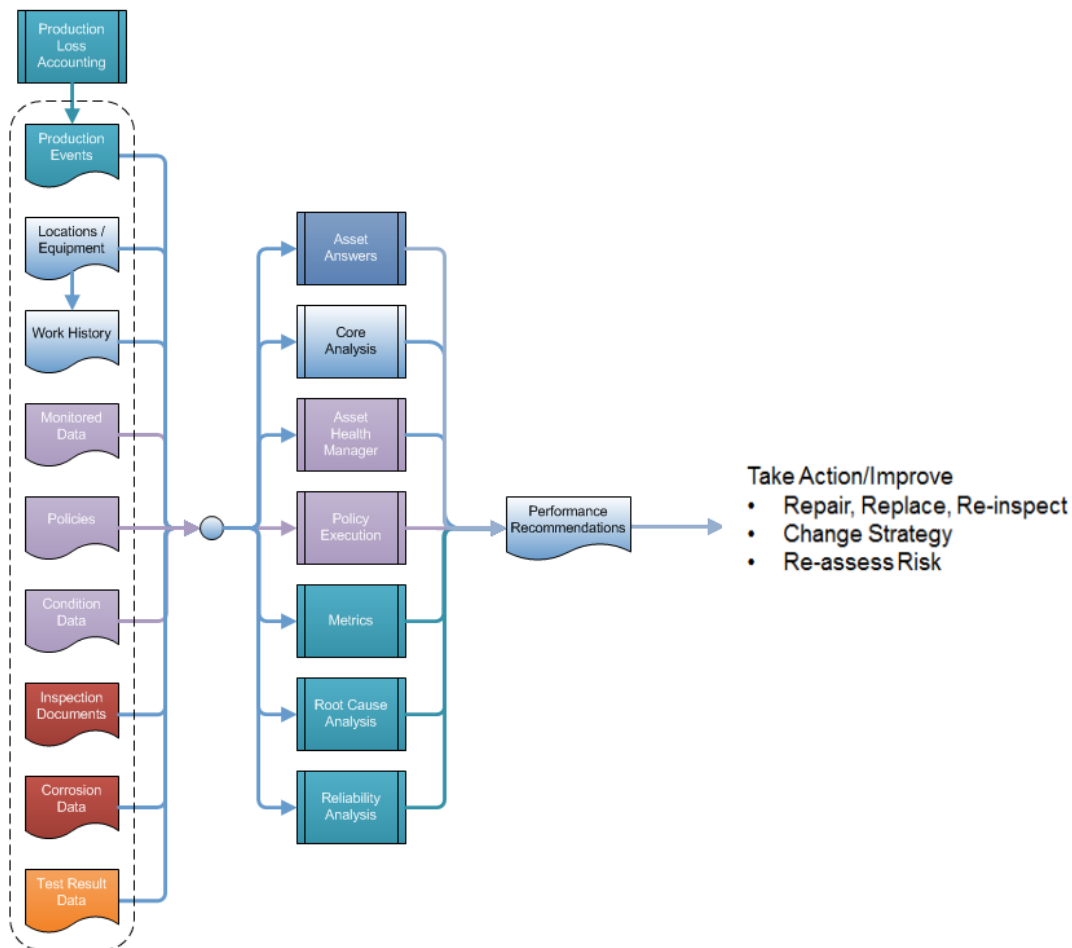 Production
Loss
Accounting
Production
Events
Locations /
Equipment
Work History
Monitored
Data
Policies
Condition
Data
Inspection
Documents
Corrosion
Data
Test Result
Data
Asset
Answers
Core
Analysis
Asset
Health
Manager
Policy
Execution
Metrics
Root Cause
Analysis
Reliability
Analysis
Performance
Recommendations
Take Action/Improve
• Repair, Replace, Re-inspect
• Change Strategy
• Re-assess Risk